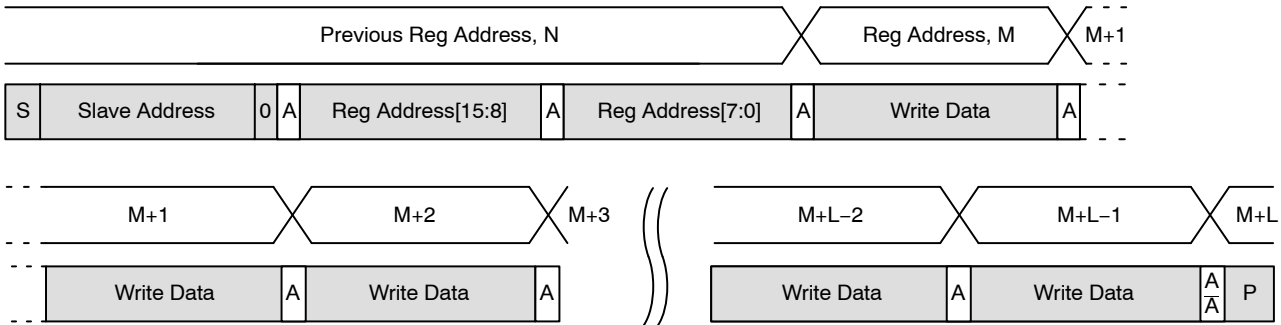 Previous Reg Address, N Reg Address, M M+1
S Slave Address 0 A Reg Address[15:8] A Reg Address[7:0] A Write Data A
M+1 M+2 M+3 M+L−2 M+L−1 M+L
Write Data A Write Data A Write Data A Write Data A P
A̅